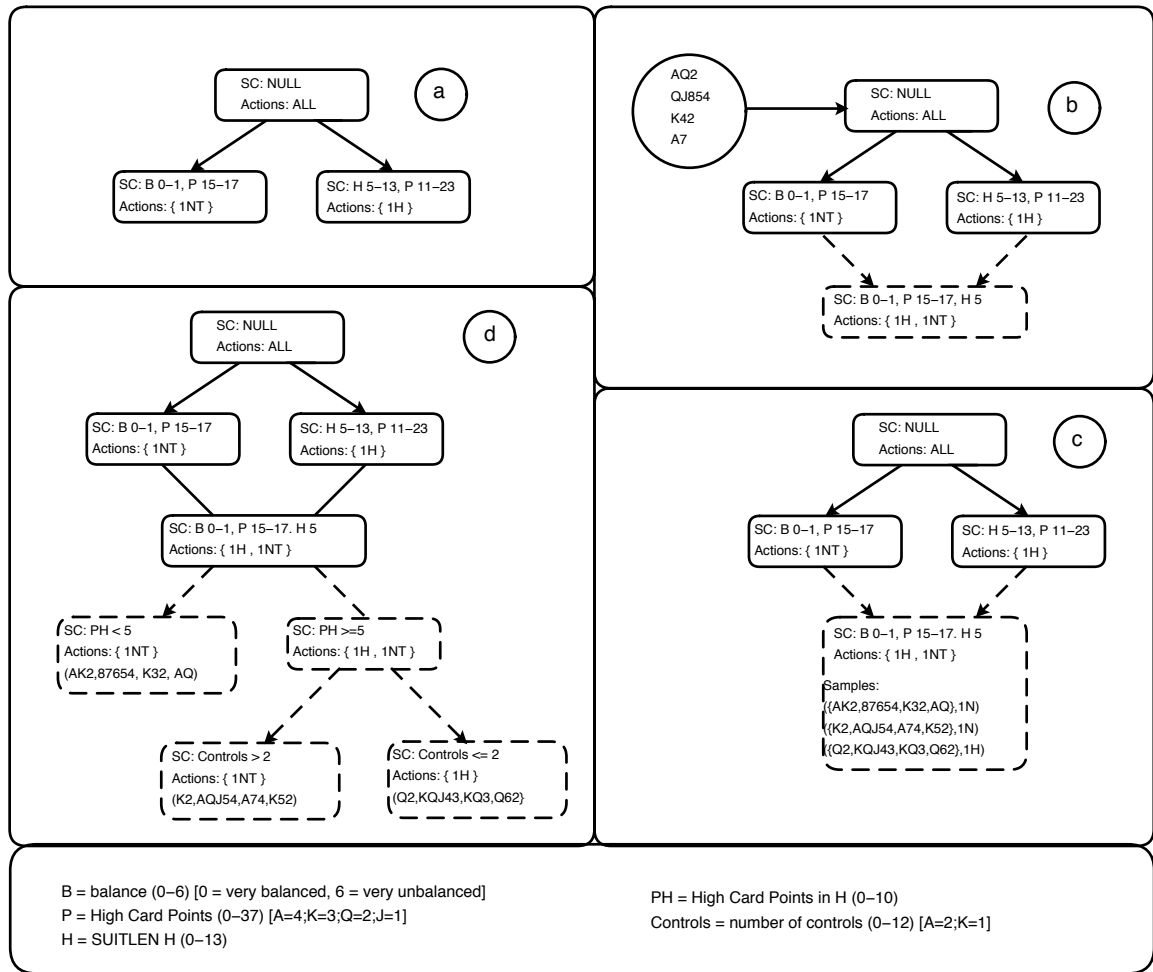 SC: NULL
Actions: ALL
a
SC: B 0–1, P 15–17
Actions: { 1NT }
SC: H 5–13, P 11–23
Actions: { 1H }
AQ2
QJ854
K42
A7
SC: NULL
Actions: ALL
b
SC: B 0–1, P 15–17
Actions: { 1NT }
SC: H 5–13, P 11–23
Actions: { 1H }
SC: B 0–1, P 15–17, H 5
Actions: { 1H , 1NT }
SC: NULL
Actions: ALL
d
SC: B 0–1, P 15–17
Actions: { 1NT }
SC: H 5–13, P 11–23
Actions: { 1H }
SC: B 0–1, P 15–17. H 5
Actions: { 1H , 1NT }
SC: PH < 5
Actions: { 1NT }
(AK2,87654, K32, AQ)
SC: PH >=5
Actions: { 1H , 1NT }
SC: Controls > 2
Actions: { 1NT }
(K2,AQJ54,A74,K52)
SC: Controls <= 2
Actions: { 1H }
(Q2,KQJ43,KQ3,Q62}
SC: NULL
Actions: ALL
c
SC: B 0–1, P 15–17
Actions: { 1NT }
SC: H 5–13, P 11–23
Actions: { 1H }
SC: B 0–1, P 15–17. H 5
Actions: { 1H , 1NT }
Samples:
({AK2,87654,K32,AQ},1N)
({K2,AQJ54,A74,K52},1N)
({Q2,KQJ43,KQ3,Q62},1H)
B = balance (0–6) [0 = very balanced, 6 = very unbalanced]
P = High Card Points (0–37) [A=4;K=3;Q=2;J=1]
H = SUITLEN H (0–13)
PH = High Card Points in H (0–10)
Controls = number of controls (0–12) [A=2;K=1]